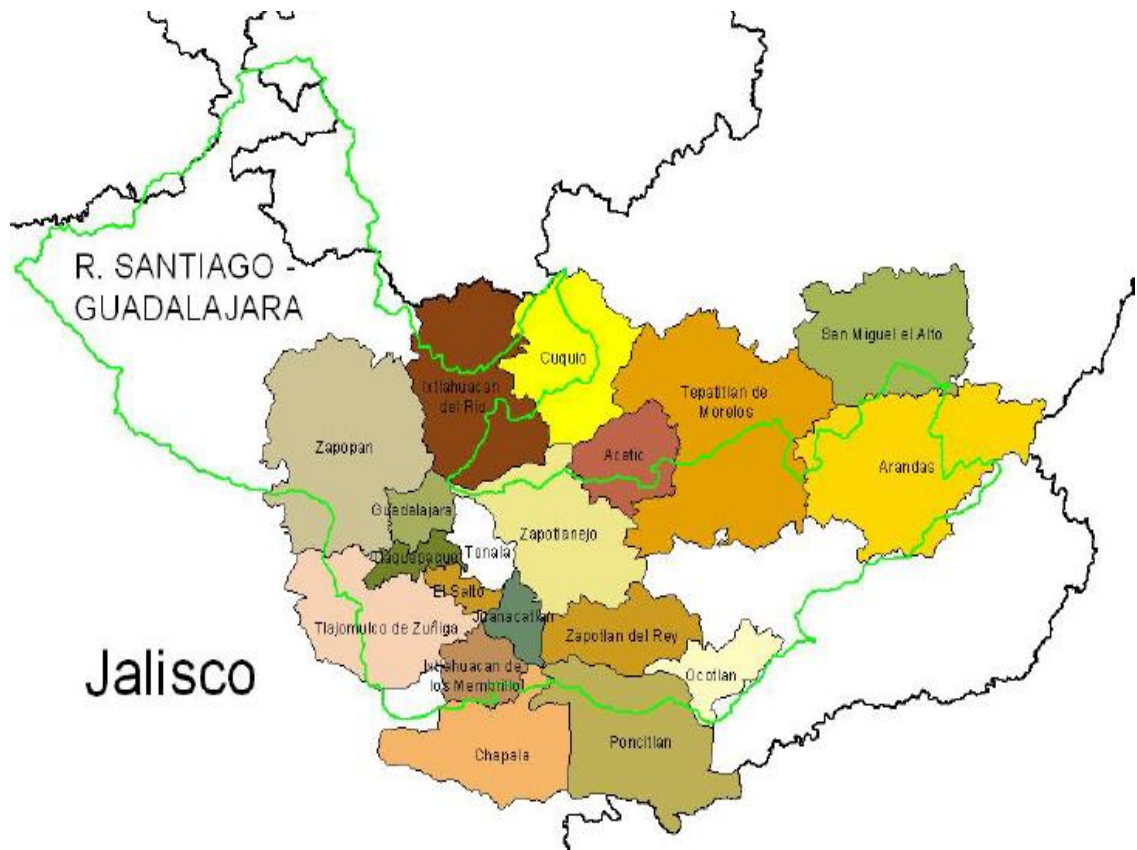 R. SANTIAGO -
GUADALAJARA
San Miguel el Alto
Cuquio
Ixtlahuacan
del Rio
Tepatitlan de
Morelos
Zapopan
Acatic
Arandas
Guadalajara
Zapotlanejo
Tonala
Tlaquepaque
El Salto
Juanacatlan
Tlajomulco de Zuñiga
Zapotlan del Rey
Ixtlahuacan de
los Membrillo
Ocotlan
Jalisco
Poncitlan
Chapala